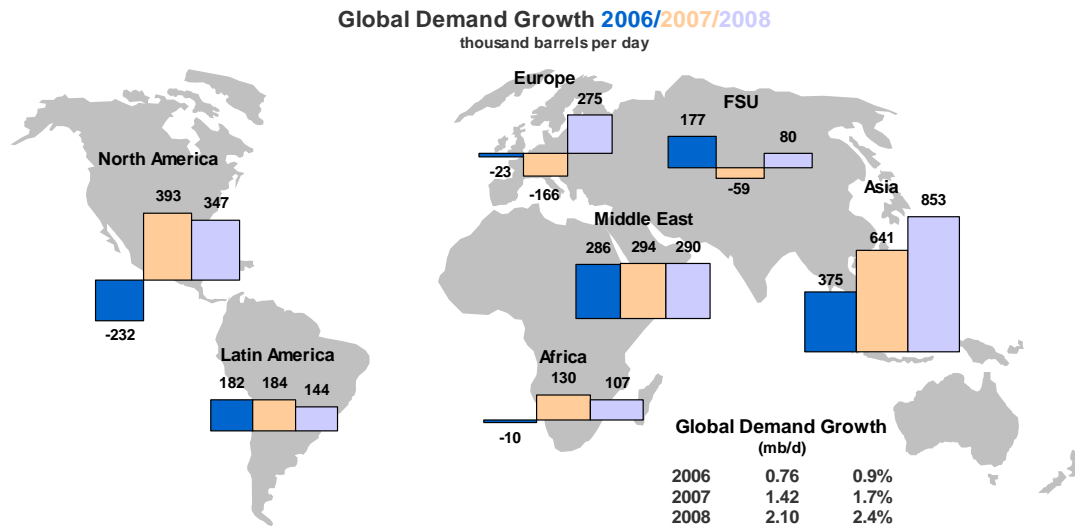 Global Demand Growth 2006/2007/2008
thousand barrels per day
Europe
275
-23
-166
FSU
177
80
-59
North America
393
347
-232
Asia
853
641
375
Middle East
286 294 290
Latin America
182 184 144
Africa
130
107
-10
Global Demand Growth
(mb/d)
2006 0.76 0.9%
2007 1.42 1.7%
2008 2.10 2.4%